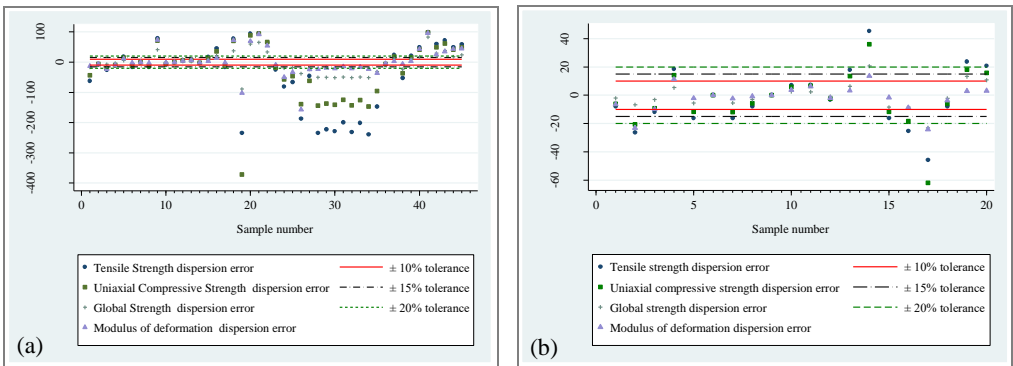 100
0
-100
-200
-300
-400
0 10 20 30 40
Sample number
Tensile Strength dispersion error
± 10% tolerance
Uniaxial Compressive Strength dispersion error
± 15% tolerance
Global Strength dispersion error
± 20% tolerance
Modulus of deformation dispersion error
(a)
40
20
0
-20
-40
-60
0 5 10 15 20
Sample number
Tensile strength dispersion error
± 10% tolerance
Uniaxial compressive strength dispersion error
± 15% tolerance
Global strength dispersion error
± 20% tolerance
Modulus of deformation dispersion error
(b)